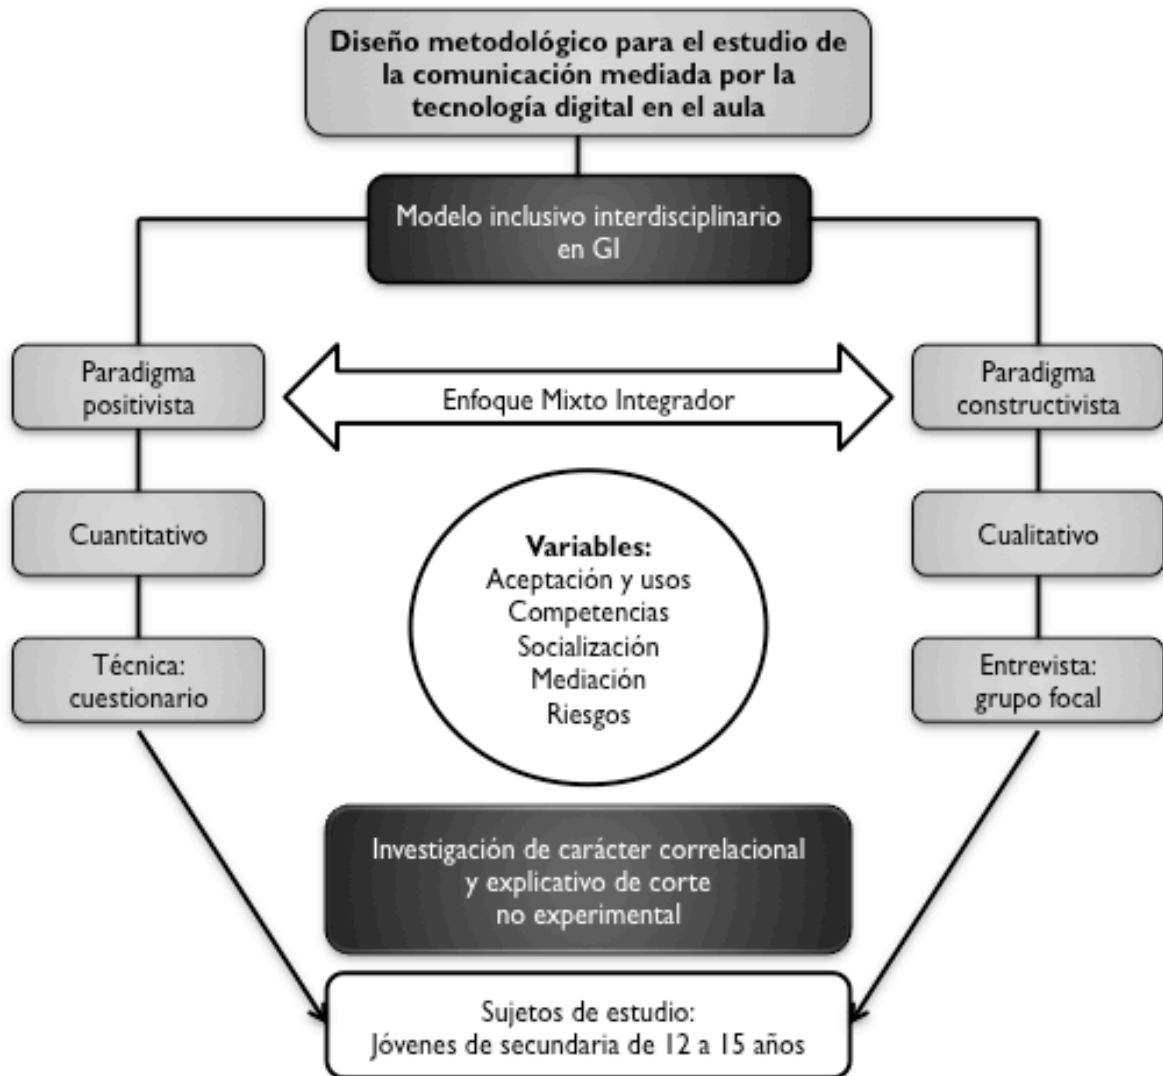 Diseño metodológico para el estudio de
la comunicación mediada por la
tecnología digital en el aula
Modelo inclusivo interdisciplinario
en GI
Paradigma
positivista
Enfoque Mixto Integrador
Paradigma
constructivista
Cuantitativo
Cualitativo
Variables:
Aceptación y usos
Competencias
Socialización
Mediación
Riesgos
Técnica:
cuestionario
Entrevista:
grupo focal
Investigación de carácter correlacional
y explicativo de corte
no experimental
Sujetos de estudio:
Jóvenes de secundaria de 12 a 15 años